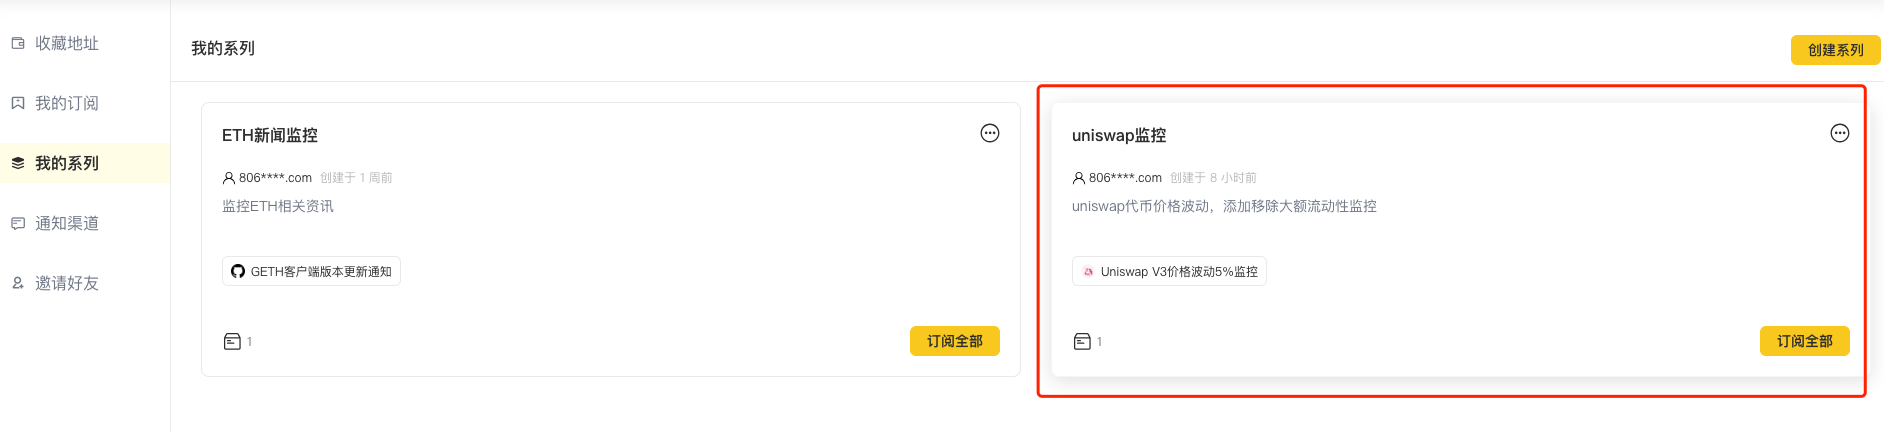 收藏地址
我的订阅
我的系列
通知渠道
邀请好友
我的系列
创建系列
ETH新闻监控
806****.com 创建于 1 周前
监控ETH相关资讯
GETH客户端版本更新通知
1
订阅全部
uniswap监控
806****.com 创建于 8 小时前
uniswap代币价格波动，添加移除大额流动性监控
Uniswap V3价格波动5%监控
1
订阅全部